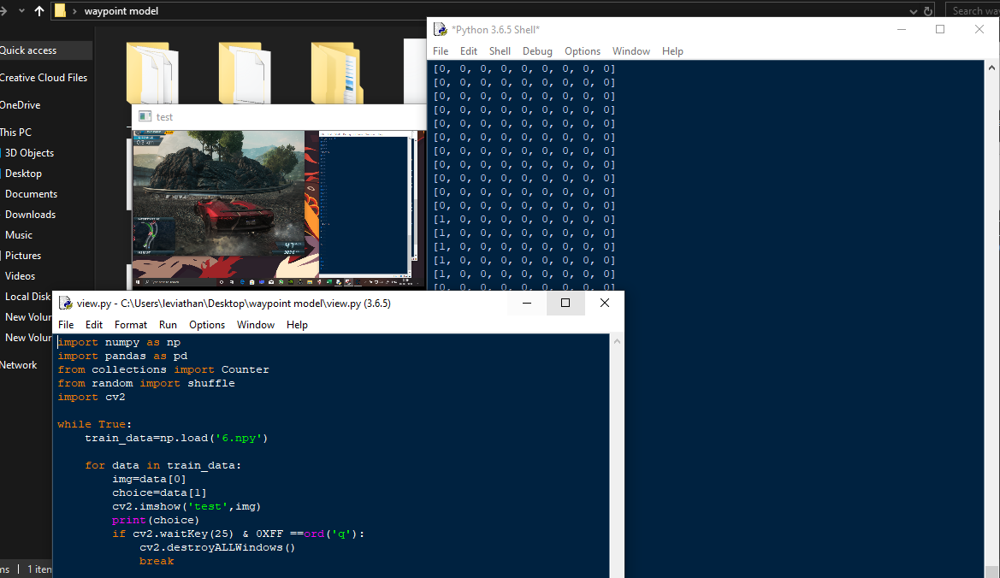 waypoint model
Search way
Quick access
Creative Cloud Files
OneDrive
This PC
3D Objects
Desktop
Documents
Downloads
Music
Pictures
Videos
Local Disk
New Volur
New Volur
Network
ms
1 iten
test
0.3 km
*Python 3.6.5 Shell*
File Edit Shell Debug Options Window Help
[0, 0, 0, 0, 0, 0, 0, 0, 0]
[0, 0, 0, 0, 0, 0, 0, 0, 0]
[0, 0, 0, 0, 0, 0, 0, 0, 0]
[0, 0, 0, 0, 0, 0, 0, 0, 0]
[0, 0, 0, 0, 0, 0, 0, 0, 0]
[0, 0, 0, 0, 0, 0, 0, 0, 0]
[0, 0, 0, 0, 0, 0, 0, 0, 0]
[0, 0, 0, 0, 0, 0, 0, 0, 0]
[0, 0, 0, 0, 0, 0, 0, 0, 0]
[0, 0, 0, 0, 0, 0, 0, 0, 0]
[0, 0, 0, 0, 0, 0, 0, 0, 0]
[1, 0, 0, 0, 0, 0, 0, 0, 0]
[1, 0, 0, 0, 0, 0, 0, 0, 0]
[1, 0, 0, 0, 0, 0, 0, 0, 0]
[1, 0, 0, 0, 0, 0, 0, 0, 0]
[1, 0, 0, 0, 0, 0, 0, 0, 0]
[0, 0, 0, 0, 0, 0, 0, 0, 0]
view.py - C:\Users\leviathan\Desktop\waypoint model\view.py (3.6.5)
File Edit Format Run Options Window Help
import numpy as np
import pandas as pd
from collections import Counter
from random import shuffle
import cv2
while True:
train_data=np.load('6.npy')
for data in train_data:
img=data[0]
choice=data[1]
cv2.imshow('test',img)
print(choice)
if cv2.waitKey(25) & 0XFF ==ord('q'):
cv2.destroyALLWindows()
break